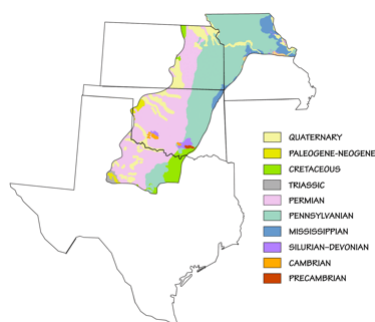 QUATERNARY
PALEOGENE-NEOGENE
CRETACEOUS
TRIASSIC
PERMIAN
PENNSYLVANIAN
MISSISSIPPIAN
SILURIAN-DEVONIAN
CAMBRIAN
PRECAMBRIAN